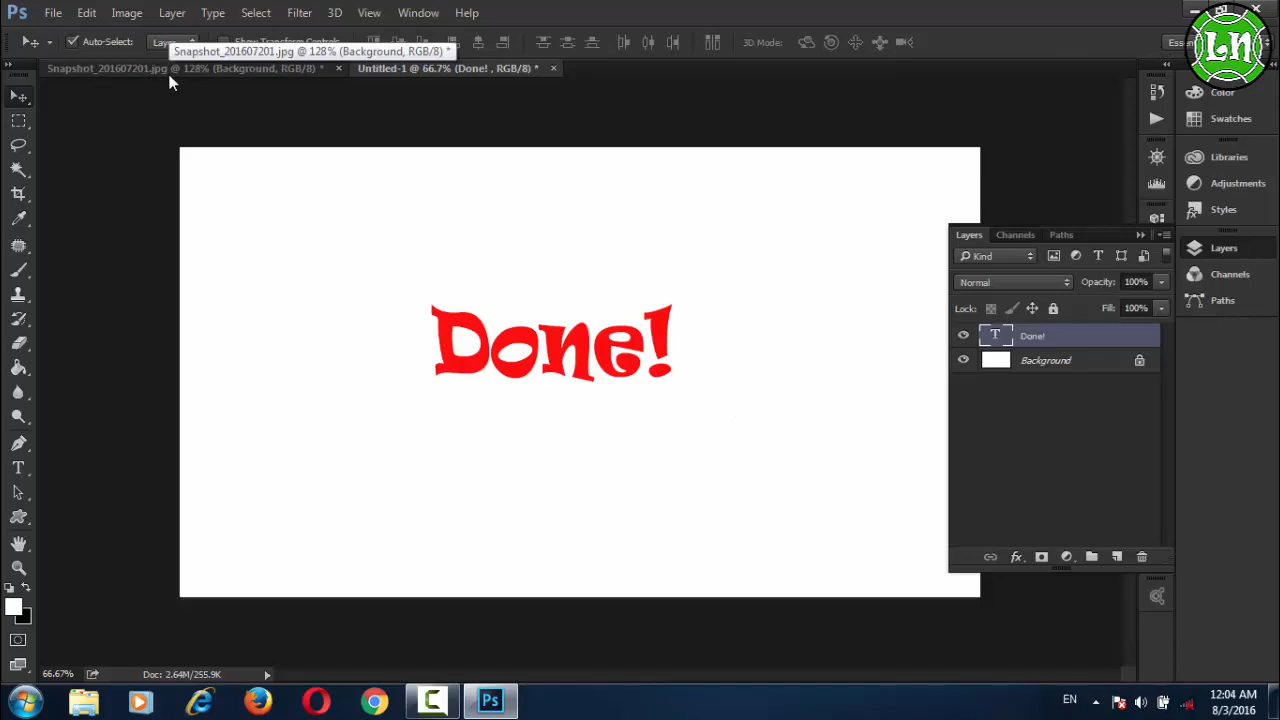 Ps File Edit Image Layer Type Select Filter 3D View Window Help
Auto-Select: 3D Mode:
Snapshot_201607201.jpg @ 128% (Background, RGB/8) *
LN
Snapshot_201607201.jpg @ 128% (Background, RGB/8) * Untitled-1 @ 66.7% (Done! , RGB/8) *
Color
Swatches
Libraries
Adjustments
Styles
Layers
Channels
Paths
Layers Channels Paths
Kind
Normal Opacity: 100%
Lock: Fill: 100%
T Done!
Background
Done!
66.67% Doc: 2.64M/255.9K
Ps EN 12:04 AM
8/3/2016